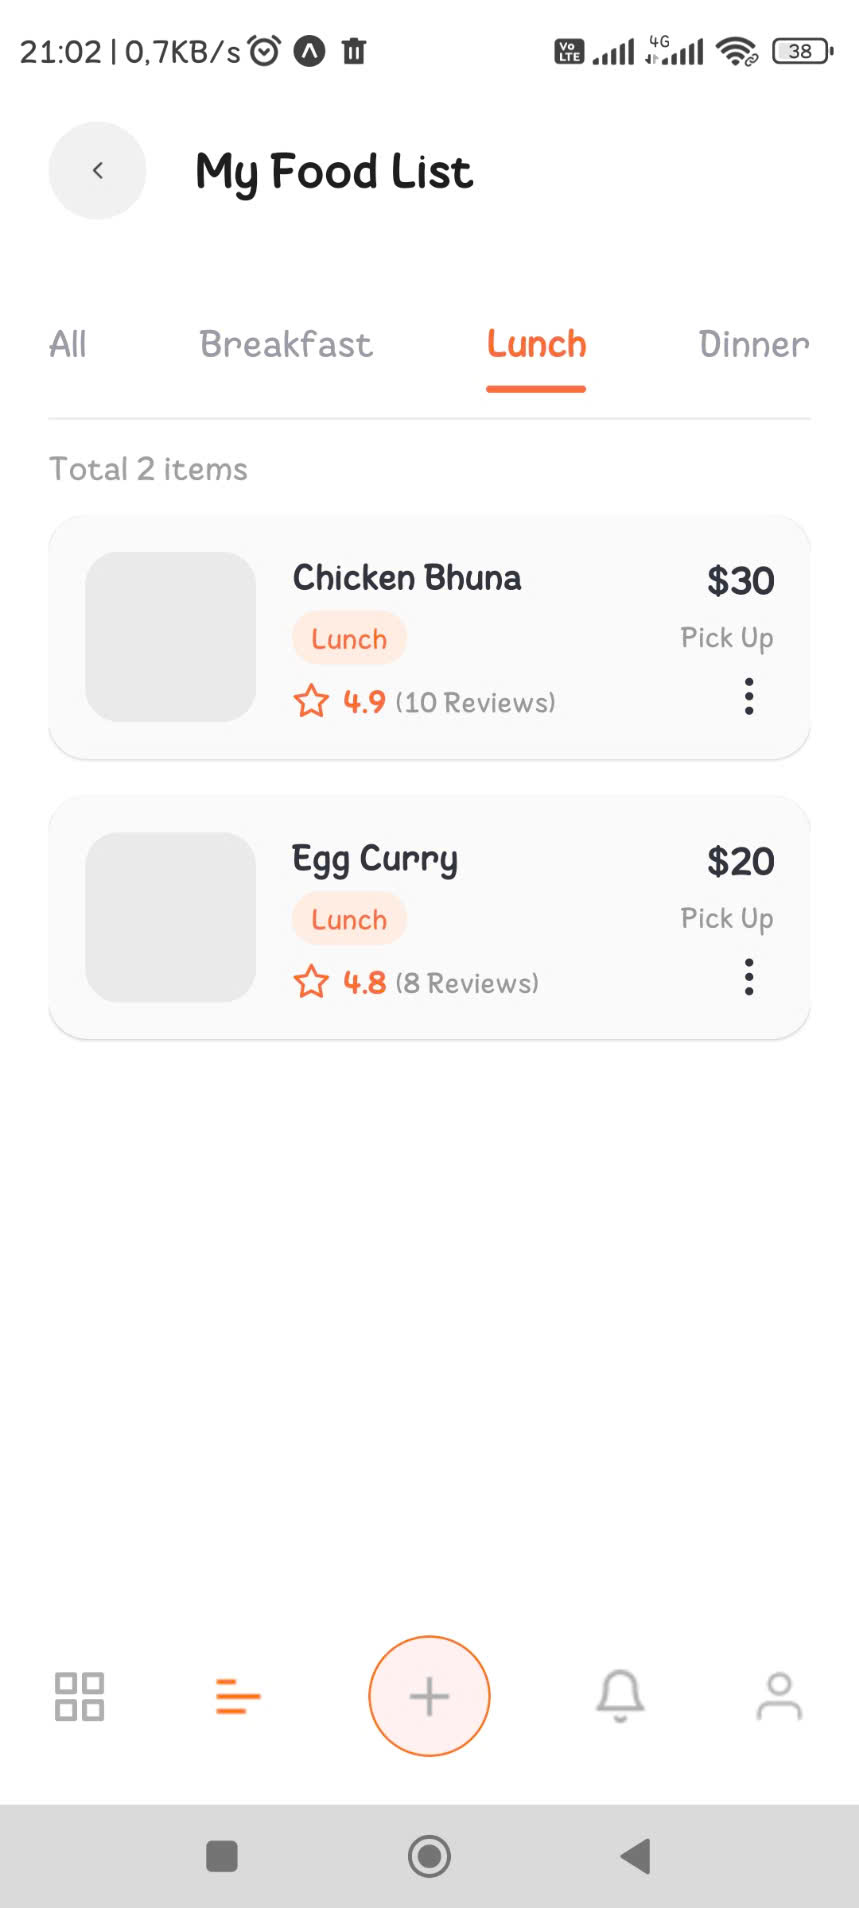 21:02 | 0,7KB/s Vo LTE 4G 38
My Food List
All Breakfast Lunch Dinner
Total 2 items
Chicken Bhuna $30
Lunch Pick Up
4.9 (10 Reviews)
Egg Curry $20
Lunch Pick Up
4.8 (8 Reviews)